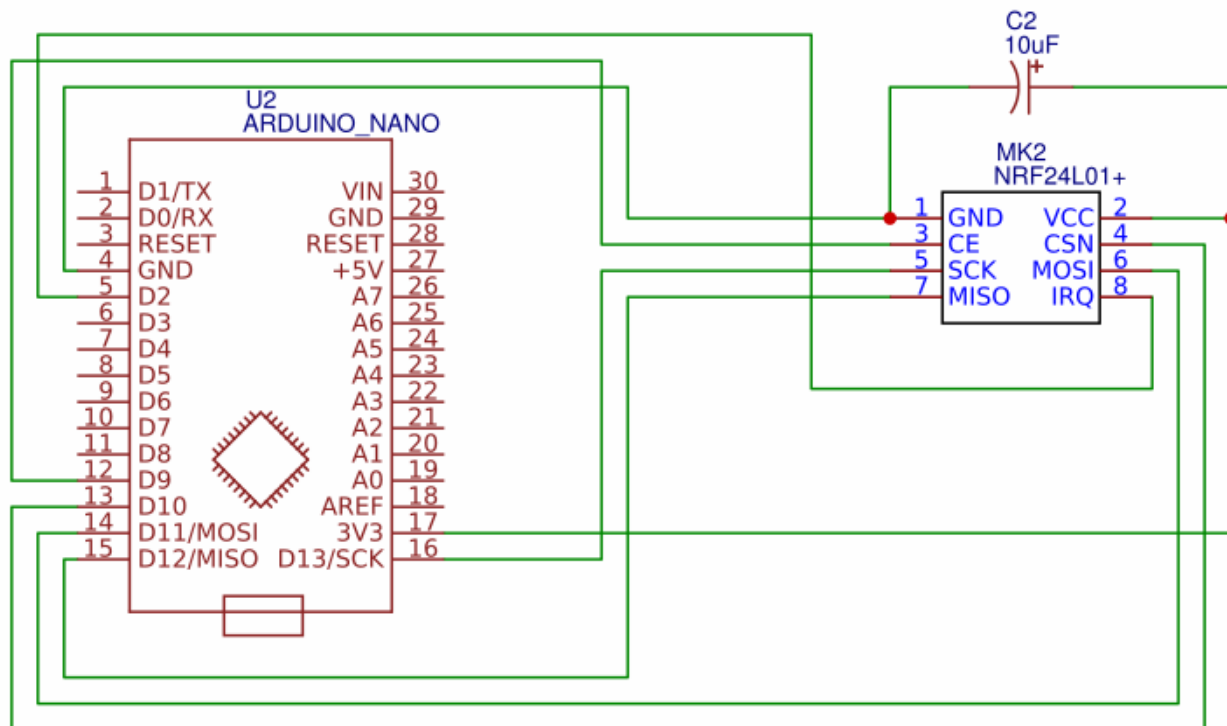 C2
10uF
+
U2
ARDUINO_NANO
MK2
NRF24L01+
1 D1/TX VIN 30
2 D0/RX GND 29
3 RESET RESET 28
4 GND +5V 27
5 D2 A7 26
6 D3 A6 25
7 D4 A5 24
8 D5 A4 23
9 D6 A3 22
10 D7 A2 21
11 D8 A1 20
12 D9 A0 19
13 D10 AREF 18
14 D11/MOSI 3V3 17
15 D12/MISO D13/SCK 16
1 GND VCC 2
3 CE CSN 4
5 SCK MOSI 6
7 MISO IRQ 8